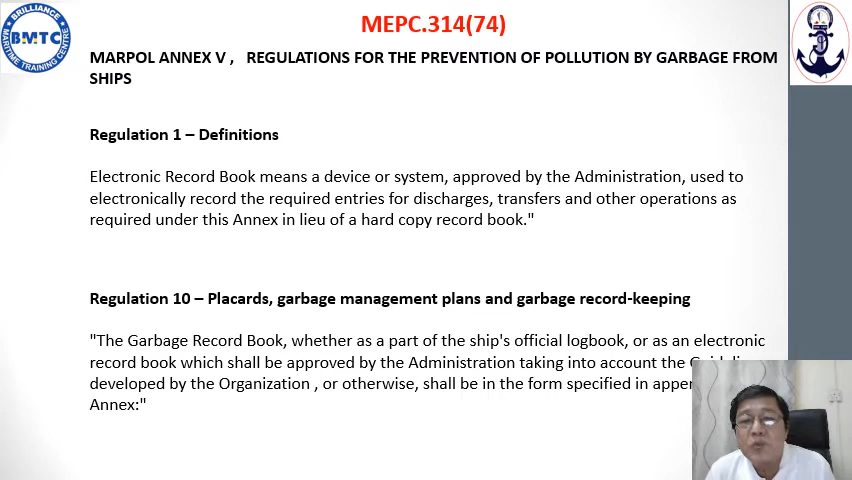 MEPC.314(74)
BRILLIANCE
BMTC
MARITIME TRAINING CENTRE
MARPOL ANNEX V , REGULATIONS FOR THE PREVENTION OF POLLUTION BY GARBAGE FROM
SHIPS
Regulation 1 – Definitions
Electronic Record Book means a device or system, approved by the Administration, used to
electronically record the required entries for discharges, transfers and other operations as
required under this Annex in lieu of a hard copy record book."
Regulation 10 – Placards, garbage management plans and garbage record-keeping
"The Garbage Record Book, whether as a part of the ship's official logbook, or as an electronic
record book which shall be approved by the Administration taking into account the
developed by the Organization , or otherwise, shall be in the form specified in
Annex:"